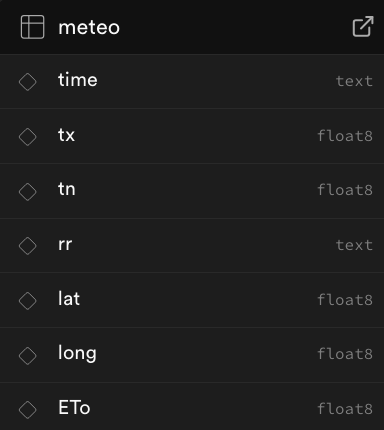 meteo
time text
tx float8
tn float8
rr text
lat float8
long float8
ETo float8